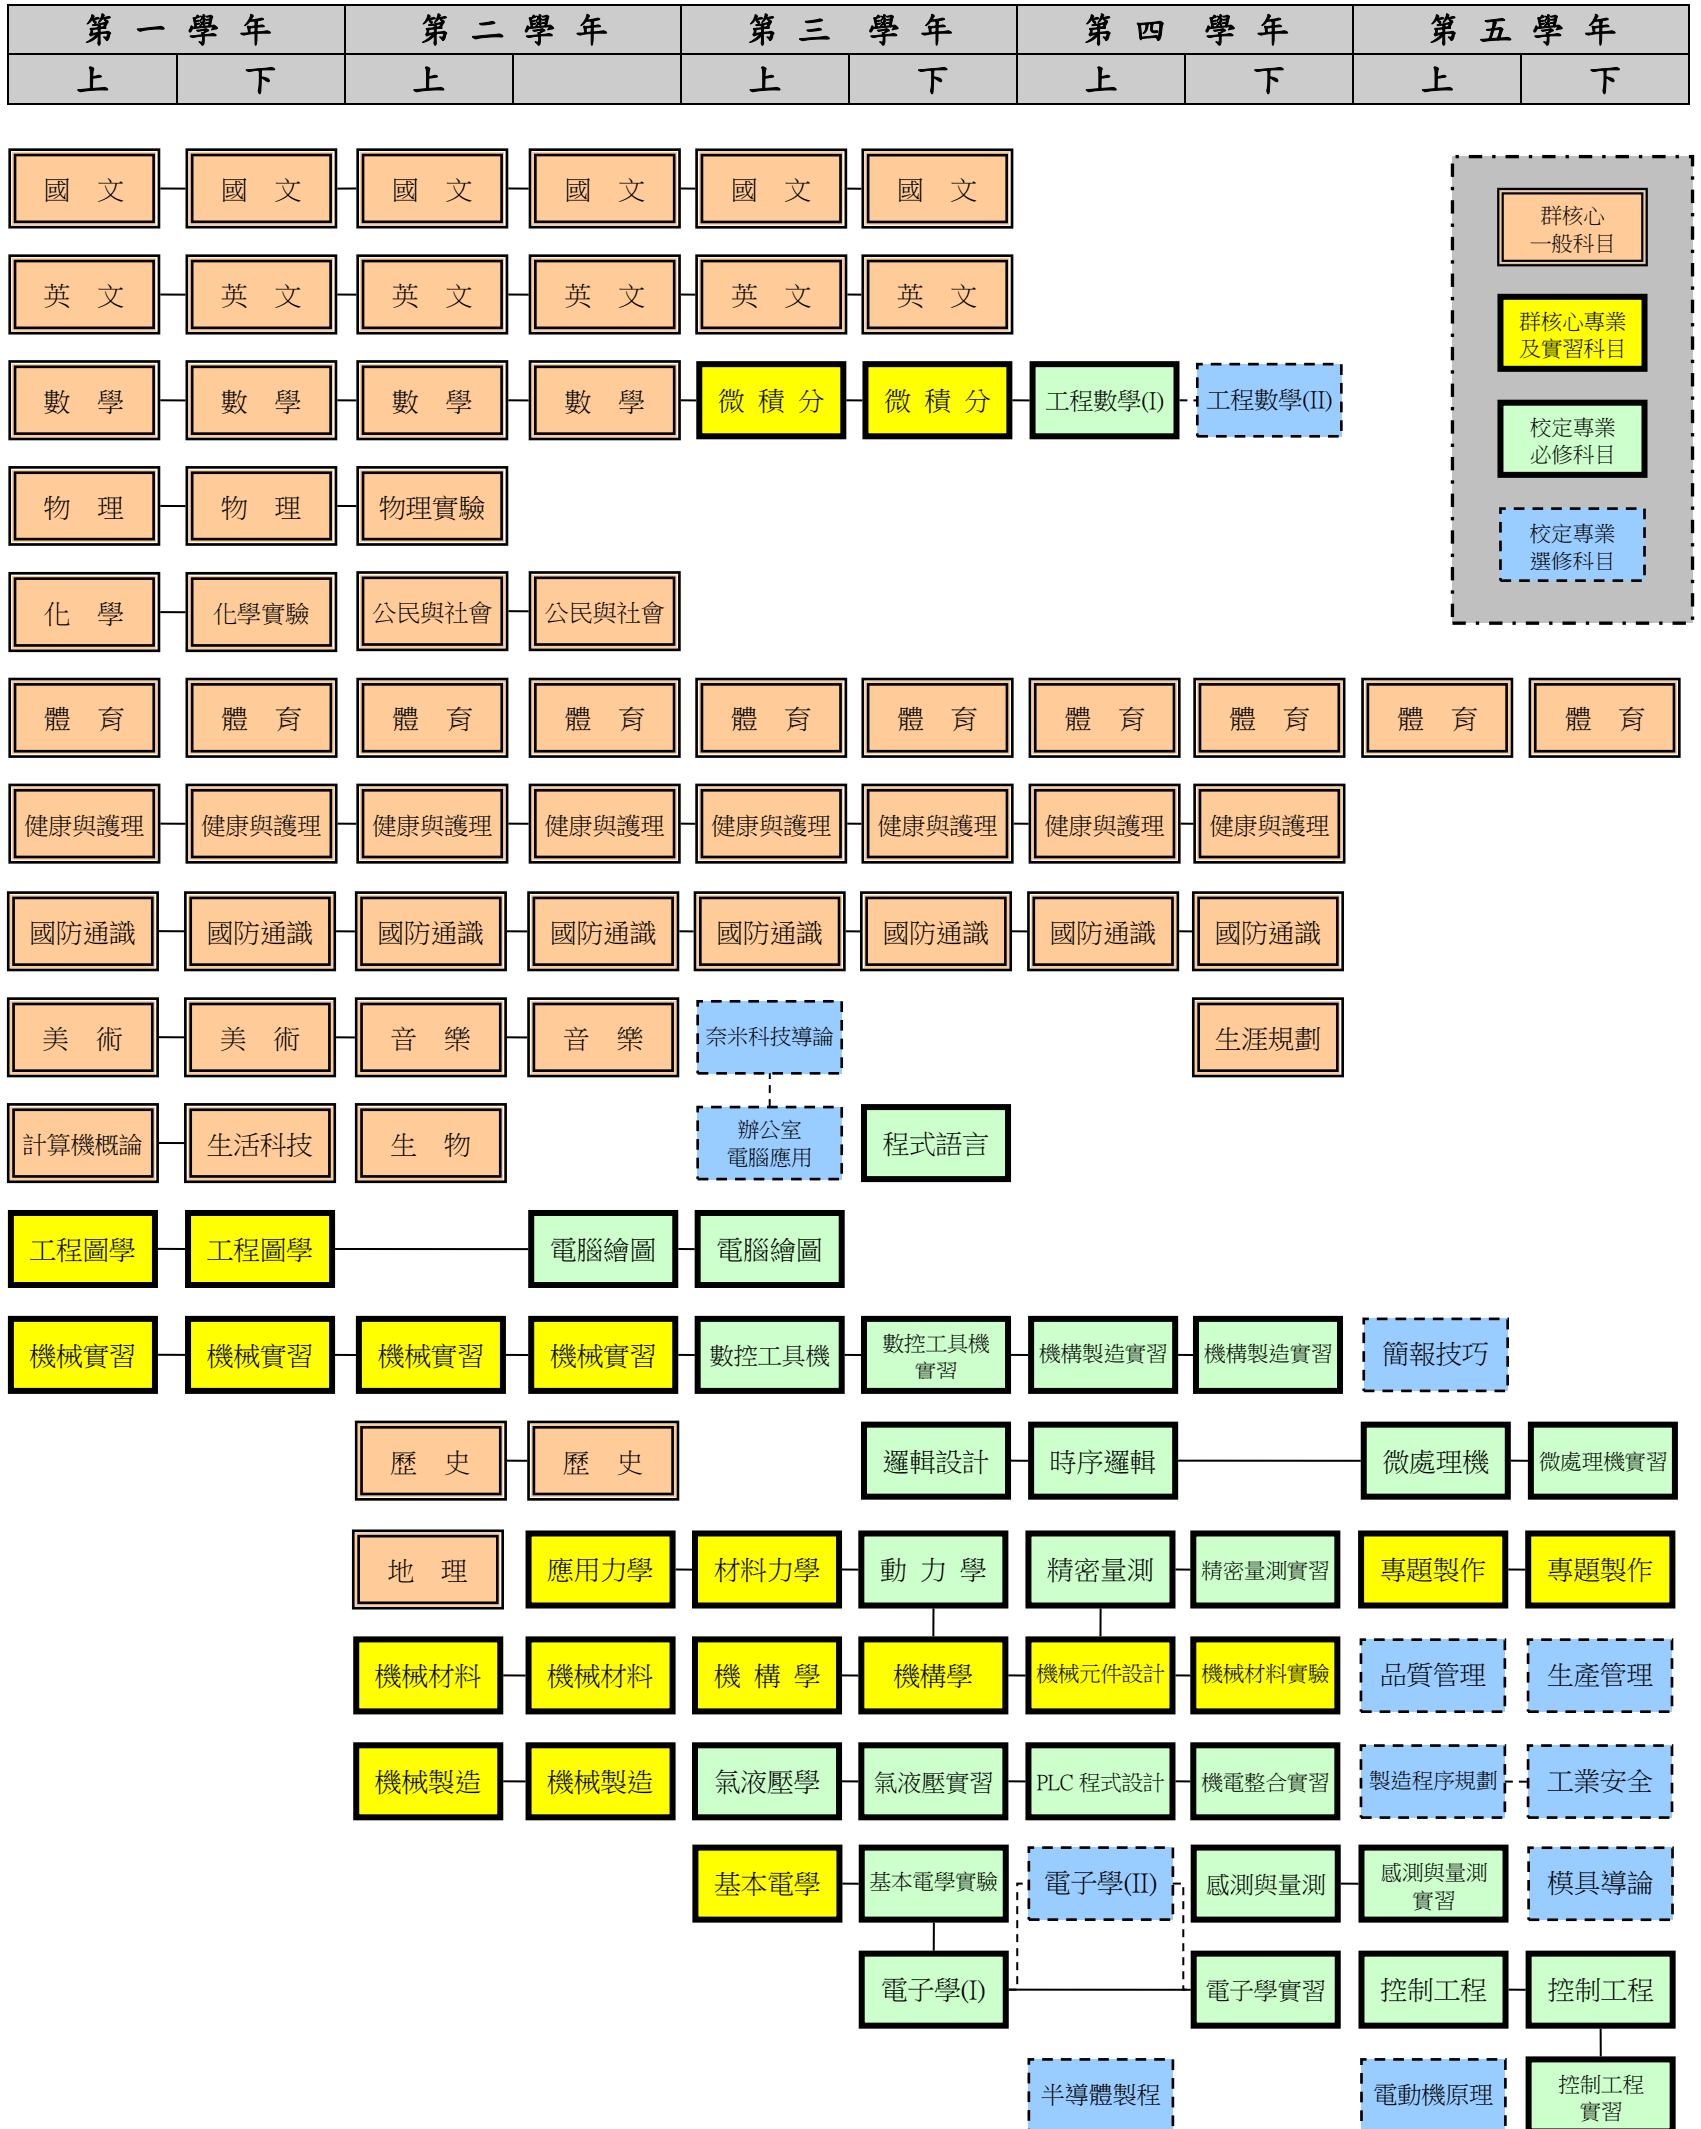 第一學年 第二學年 第三學年 第四學年 第五學年
上 下 上 上 下 上 下 上 下
國文 國文 國文 國文 國文 國文
群核心
一般科目
英文 英文 英文 英文 英文 英文
群核心專業
及實習科目
數學 數學 數學 數學 微積分 微積分 工程數學(I) 工程數學(II)
校定專業
必修科目
物理 物理 物理實驗
校定專業
選修科目
化學 化學實驗 公民與社會 公民與社會
體育 體育 體育 體育 體育 體育 體育 體育 體育 體育
健康與護理 健康與護理 健康與護理 健康與護理 健康與護理 健康與護理 健康與護理 健康與護理
國防通識 國防通識 國防通識 國防通識 國防通識 國防通識 國防通識 國防通識
美術 美術 音樂 音樂 奈米科技導論 生涯規劃
計算機概論 生活科技 生物
辦公室
電腦應用
程式語言
工程圖學 工程圖學 電腦繪圖 電腦繪圖
機械實習 機械實習 機械實習 機械實習 數控工具機
數控工具機
實習
機構製造實習 機構製造實習 簡報技巧
歷史 歷史 邏輯設計 時序邏輯 微處理機 微處理機實習
地理 應用力學 材料力學 動力學 精密量測 精密量測實習 專題製作 專題製作
機械材料 機械材料 機構學 機構學 機械元件設計 機械材料實驗 品質管理 生產管理
機械製造 機械製造 氣液壓學 氣液壓實習 PLC 程式設計 機電整合實習 製造程序規劃 工業安全
基本電學 基本電學實驗 電子學(II) 感測與量測
感測與量測
實習
模具導論
電子學(I) 電子學實習 控制工程 控制工程
半導體製程 電動機原理
控制工程
實習